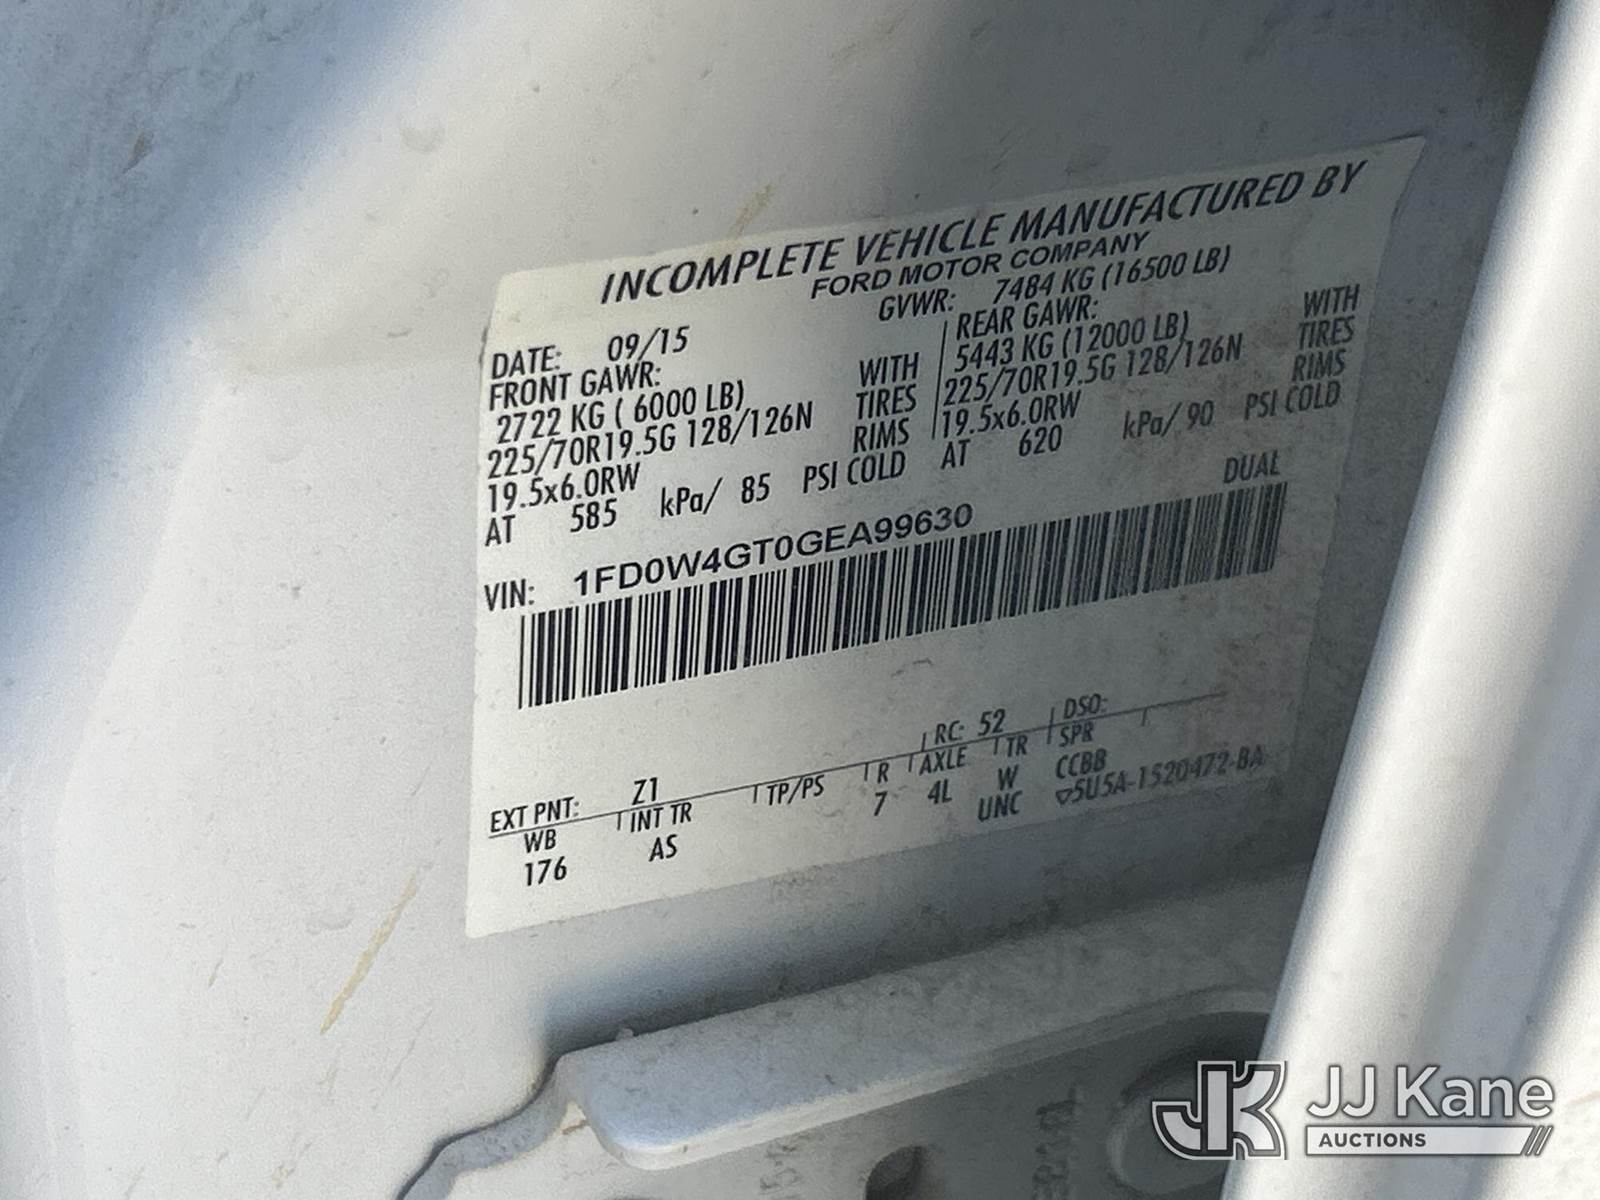 INCOMPLETE VEHICLE MANUFACTURED BY
FORD MOTOR COMPANY
DATE: 09/15 GVWR: 7484 KG (16500 LB)
FRONT GAWR: REAR GAWR:
2722 KG ( 6000 LB) WITH 5443 KG (12000 LB) WITH
225/70R19.5G 128/126N TIRES 225/70R19.5G 128/126N TIRES
19.5x6.0RW RIMS 19.5x6.0RW RIMS
AT 585 kPa/ 85 PSI COLD AT 620 kPa/ 90 PSI COLD
DUAL
VIN: 1FD0W4GT0GEA99630
EXT PNT: Z1 RC: 52 DSO:
WB INT TR TP/PS R AXLE TR SPR
176 AS 7 4L W CCBB
UNC ▽5U5A-1520472-BA
JK
JJ Kane
AUCTIONS